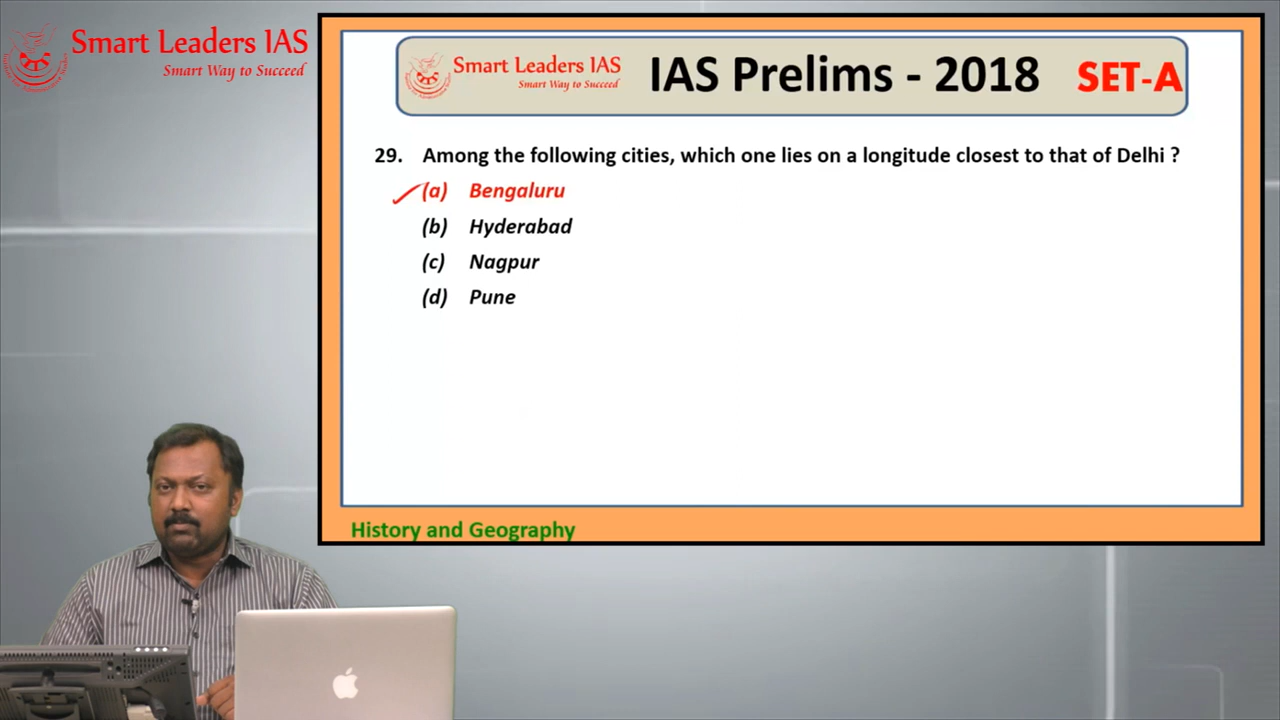 Smart Leaders IAS
Smart Way to Succeed
Smart Leaders IAS
Smart Way to Succeed
IAS Prelims - 2018 SET-A
29. Among the following cities, which one lies on a longitude closest to that of Delhi ?
(a) Bengaluru
(b) Hyderabad
(c) Nagpur
(d) Pune
History and Geography